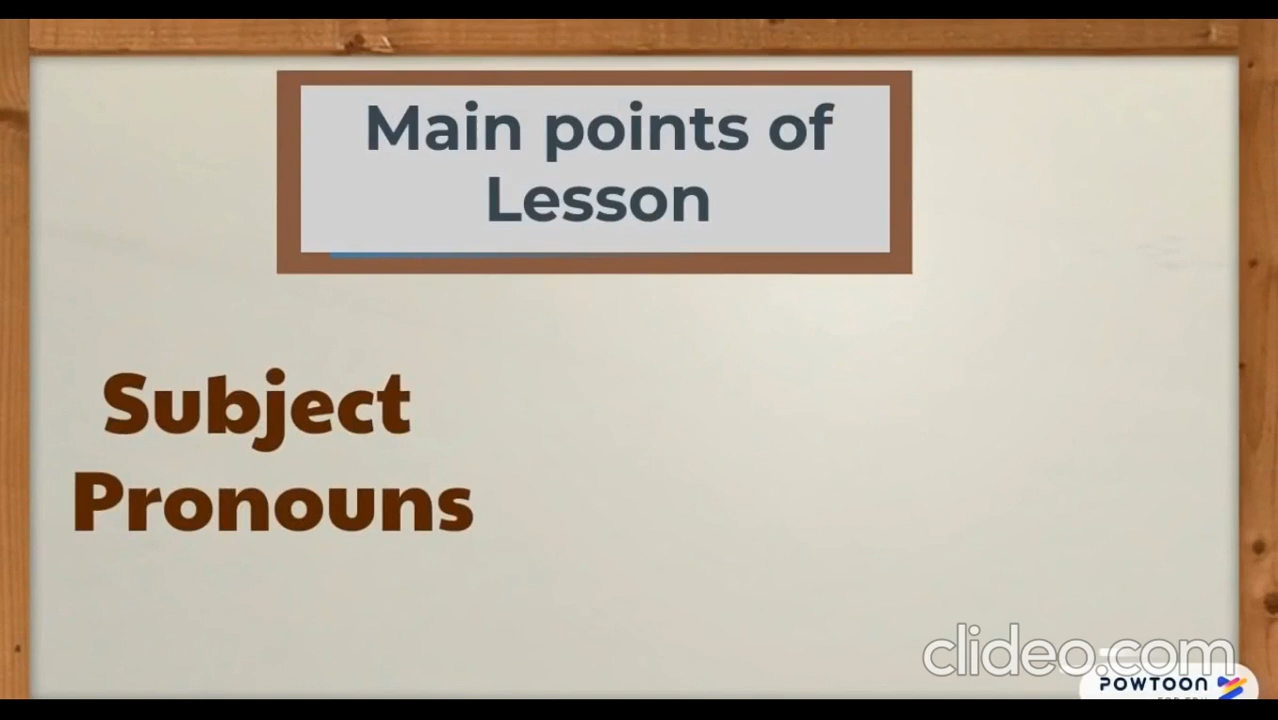 Main points of
Lesson
Subject
Pronouns
clideo.com
POWTOON